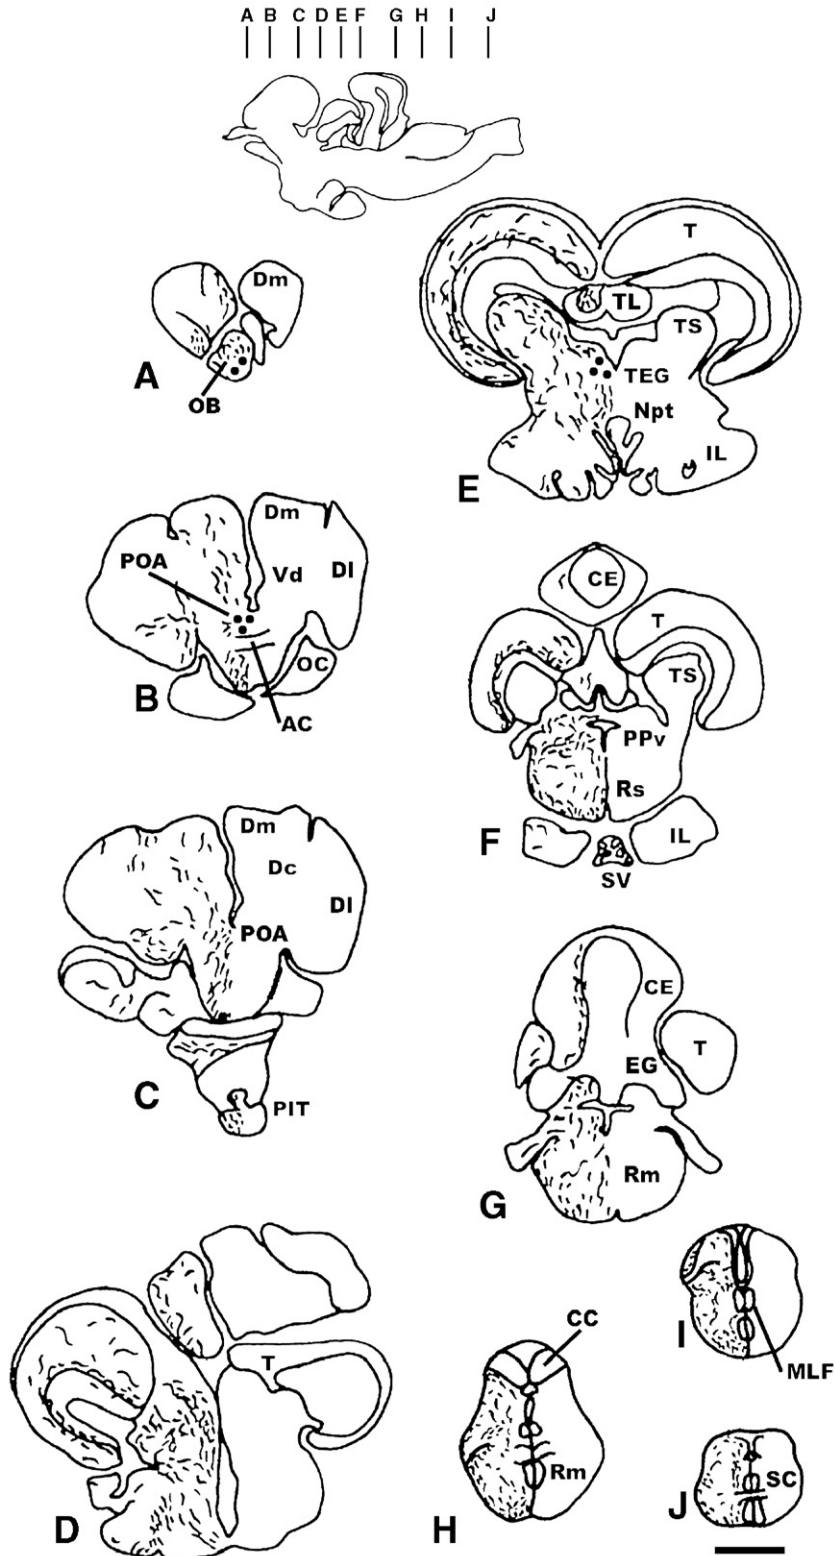 A B C D E F G H I J
Dm
A
OB
T
TL
TS
TEG
Npt
IL
E
Dm
POA
Vd
Dl
OC
B
AC
CE
T
TS
PPv
Rs
F
IL
SV
Dm
Dc
Dl
POA
C
PIT
CE
T
EG
Rm
G
T
D
CC
Rm
H
I
MLF
SC
J